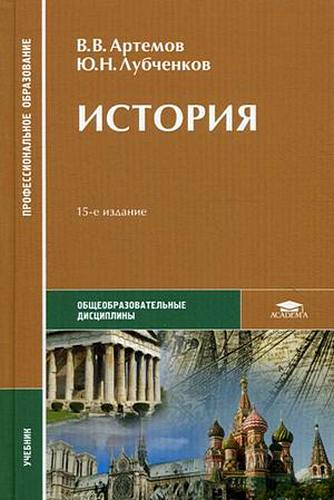 В. В. Артемов
Ю. Н. Лубченков
ИСТОРИЯ
15-е издание
ОБЩЕОБРАЗОВАТЕЛЬНЫЕ
ДИСЦИПЛИНЫ
ACADEMA
ПРОФЕССИОНАЛЬНОЕ ОБРАЗОВАНИЕ
УЧЕБНИК